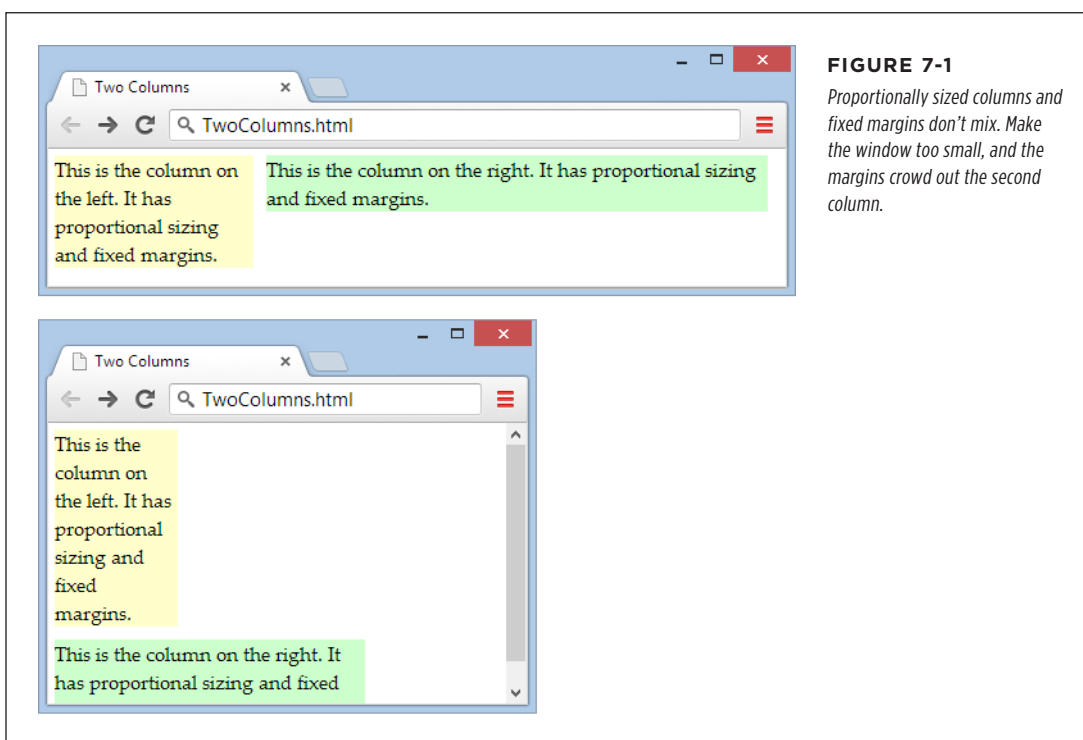 Two Columns
TwoColumns.html
This is the column on
the left. It has
proportional sizing
and fixed margins.
This is the column on the right. It has proportional sizing
and fixed margins.
FIGURE 7-1
Proportionally sized columns and
fixed margins don’t mix. Make
the window too small, and the
margins crowd out the second
column.
Two Columns
TwoColumns.html
This is the
column on
the left. It has
proportional
sizing and
fixed
margins.
This is the column on the right. It
has proportional sizing and fixed